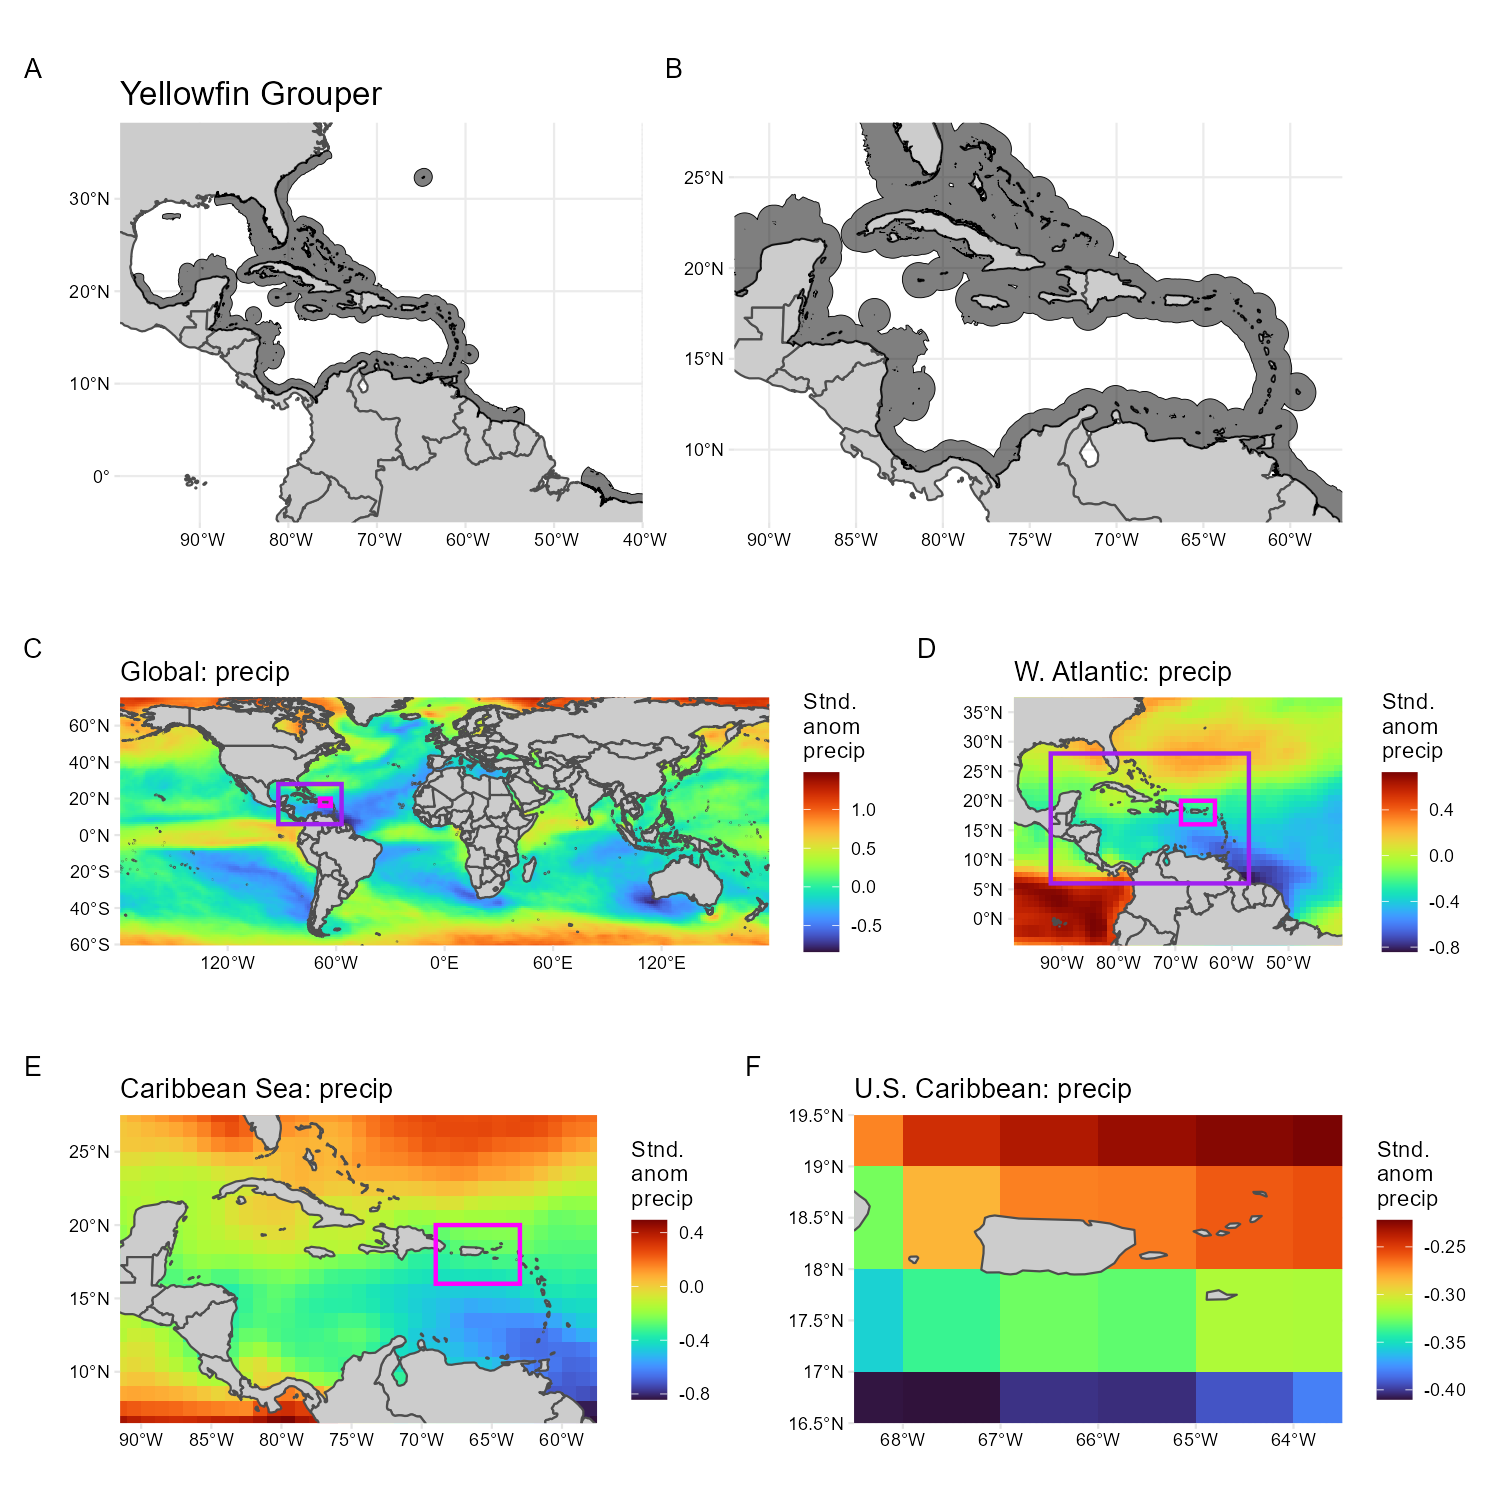 A
B
Yellowfin Grouper
30°N
20°N
10°N
0°
90°W 80°W 70°W 60°W 50°W 40°W
25°N
20°N
15°N
10°N
90°W 85°W 80°W 75°W 70°W 65°W 60°W
C
D
Global: precip
60°N
40°N
20°N
0°N
20°S
40°S
60°S
120°W 60°W 0°E 60°E 120°E
Stnd.
anom
precip
1.0
0.5
0.0
-0.5
W. Atlantic: precip
35°N
30°N
25°N
20°N
15°N
10°N
5°N
0°N
90°W 80°W 70°W 60°W 50°W
Stnd.
anom
precip
0.4
0.0
-0.4
-0.8
E
F
Caribbean Sea: precip
25°N
20°N
15°N
10°N
90°W 85°W 80°W 75°W 70°W 65°W 60°W
Stnd.
anom
precip
0.4
0.0
-0.4
-0.8
U.S. Caribbean: precip
19.5°N
19°N
18.5°N
18°N
17.5°N
17°N
16.5°N
68°W 67°W 66°W 65°W 64°W
Stnd.
anom
precip
-0.25
-0.30
-0.35
-0.40